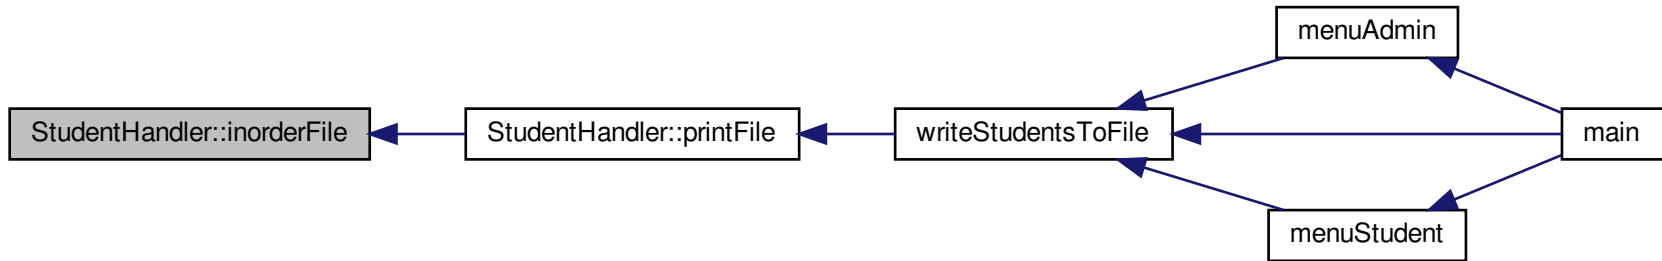 menuAdmin
StudentHandler::inorderFile
StudentHandler::printFile
writeStudentsToFile
main
menuStudent